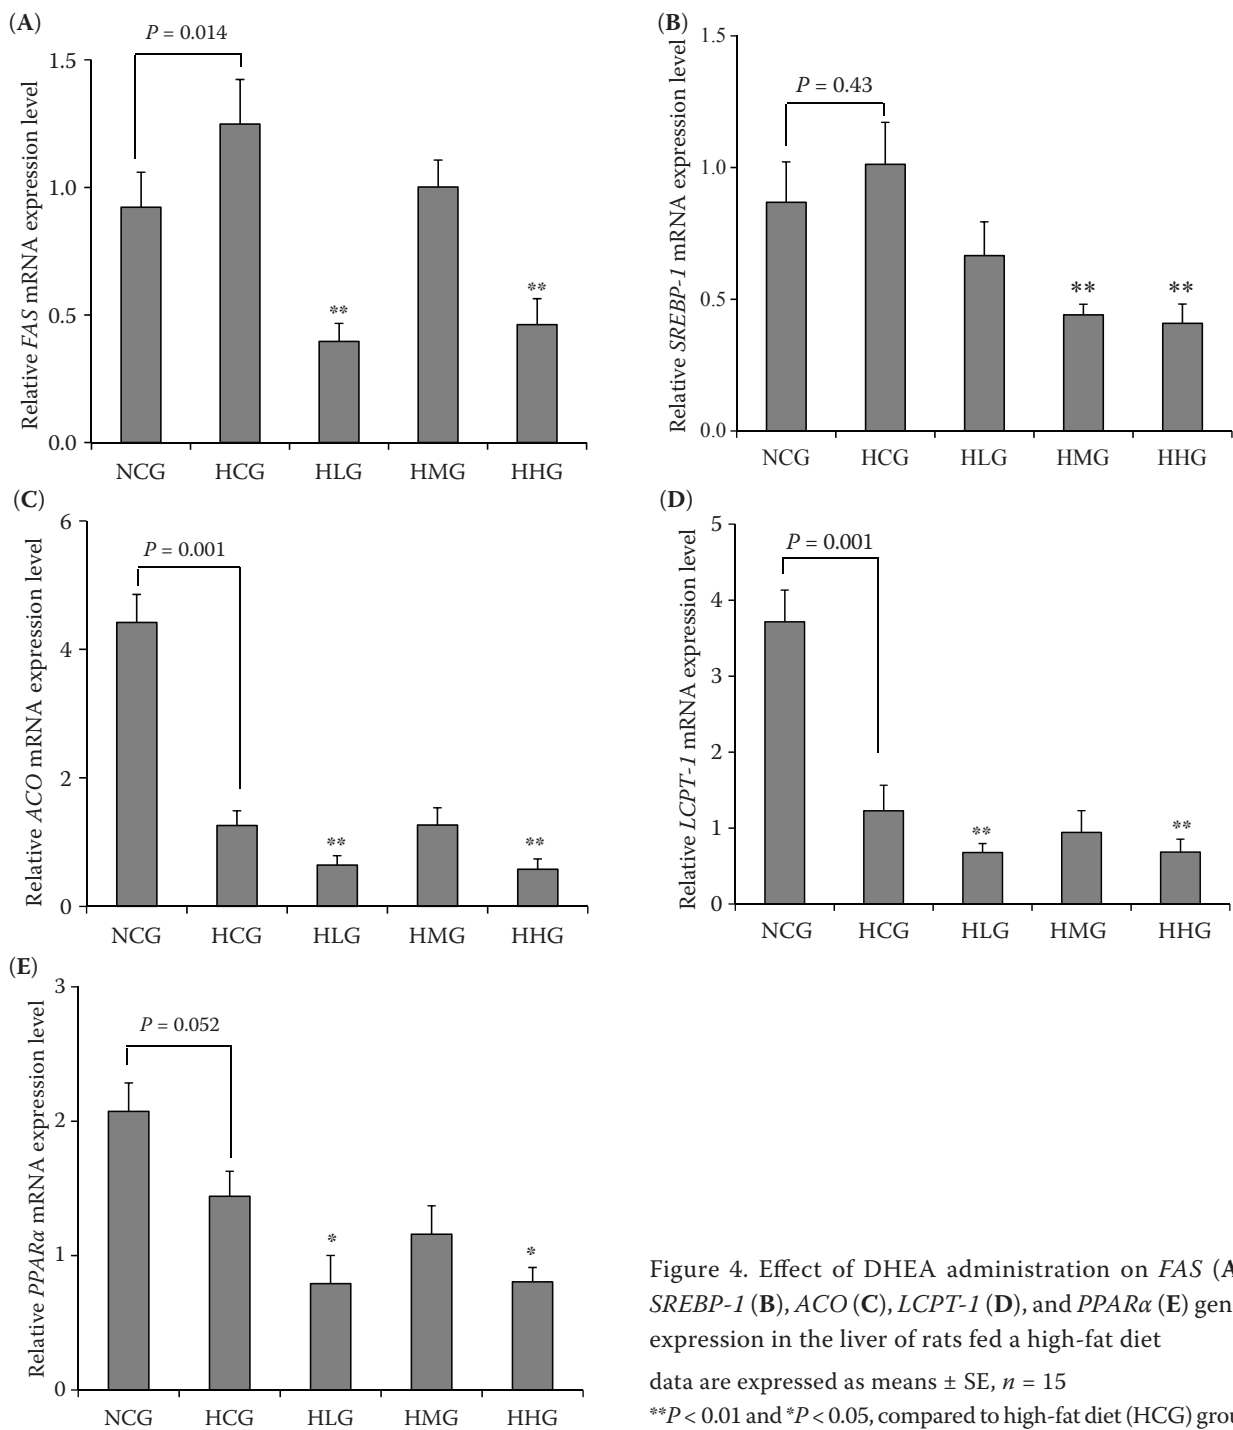 (A)
P = 0.014
Relative FAS mRNA expression level
1.5
1.0
0.5
0.0
**
**
NCG HCG HLG HMG HHG
(B)
P = 0.43
Relative SREBP-1 mRNA expression level
1.5
1.0
0.5
0.0
**
**
NCG HCG HLG HMG HHG
(C)
P = 0.001
Relative ACO mRNA expression level
6
4
2
0
**
**
NCG HCG HLG HMG HHG
(D)
P = 0.001
Relative LCPT-1 mRNA expression level
5
4
3
2
1
0
**
**
NCG HCG HLG HMG HHG
(E)
P = 0.052
Relative PPARα mRNA expression level
3
2
1
0
*
*
NCG HCG HLG HMG HHG
Figure 4. Effect of DHEA administration on FAS (A
SREBP-1 (B), ACO (C), LCPT-1 (D), and PPARα (E) gen
expression in the liver of rats fed a high-fat diet
data are expressed as means ± SE, n = 15
**P < 0.01 and *P < 0.05, compared to high-fat diet (HCG) grou